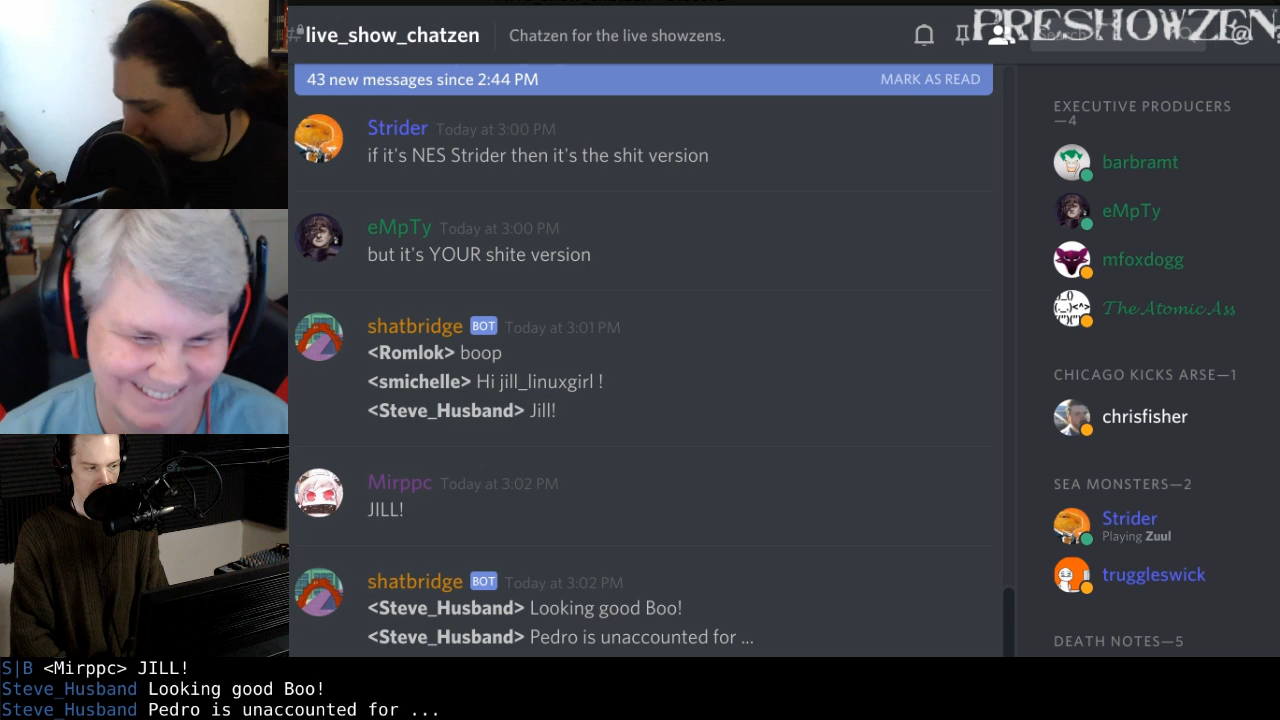 #live_show_chatzen
Chatzen for the live showzens.
PRESHOWZEN
Search
43 new messages since 2:44 PM
MARK AS READ
Strider Today at 3:00 PM
if it's NES Strider then it's the shit version
eMpTy Today at 3:00 PM
but it's YOUR shite version
shatbridge BOT Today at 3:01 PM
<Romlok> boop
<smichelle> Hi jill_linuxgirl !
<Steve_Husband> Jill!
Mirppc Today at 3:02 PM
JILL!
shatbridge BOT Today at 3:02 PM
<Steve_Husband> Looking good Boo!
<Steve_Husband> Pedro is unaccounted for ...
EXECUTIVE PRODUCERS
—4
barbramt
eMpTy
mfoxdogg
The Atomic Ass
CHICAGO KICKS ARSE—1
chrisfisher
SEA MONSTERS—2
Strider
Playing Zuul
truggleswick
DEATH NOTES—5
S|B <Mirppc> JILL!
Steve_Husband Looking good Boo!
Steve_Husband Pedro is unaccounted for ...